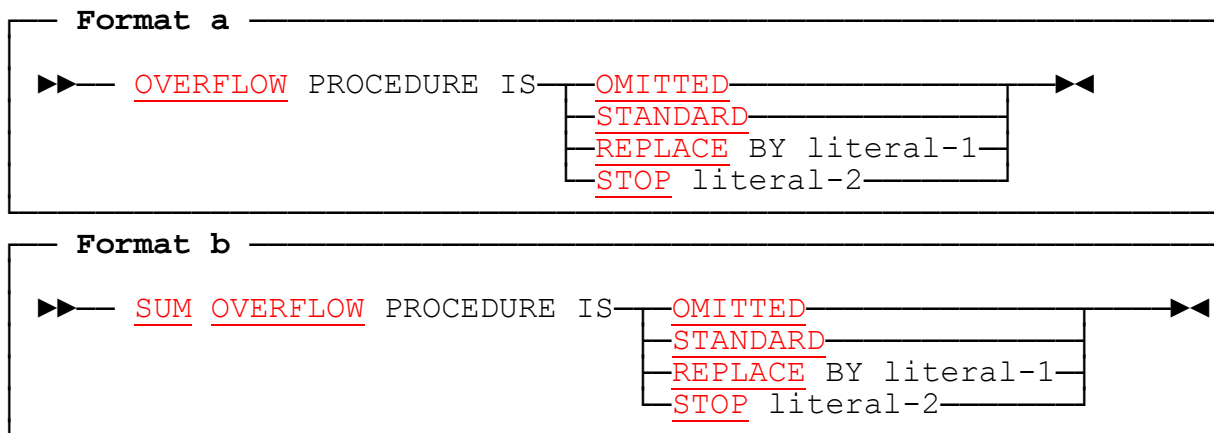 Format a
OVERFLOW PROCEDURE IS OMITTED
STANDARD
REPLACE BY literal-1
STOP literal-2
Format b
SUM OVERFLOW PROCEDURE IS OMITTED
STANDARD
REPLACE BY literal-1
STOP literal-2